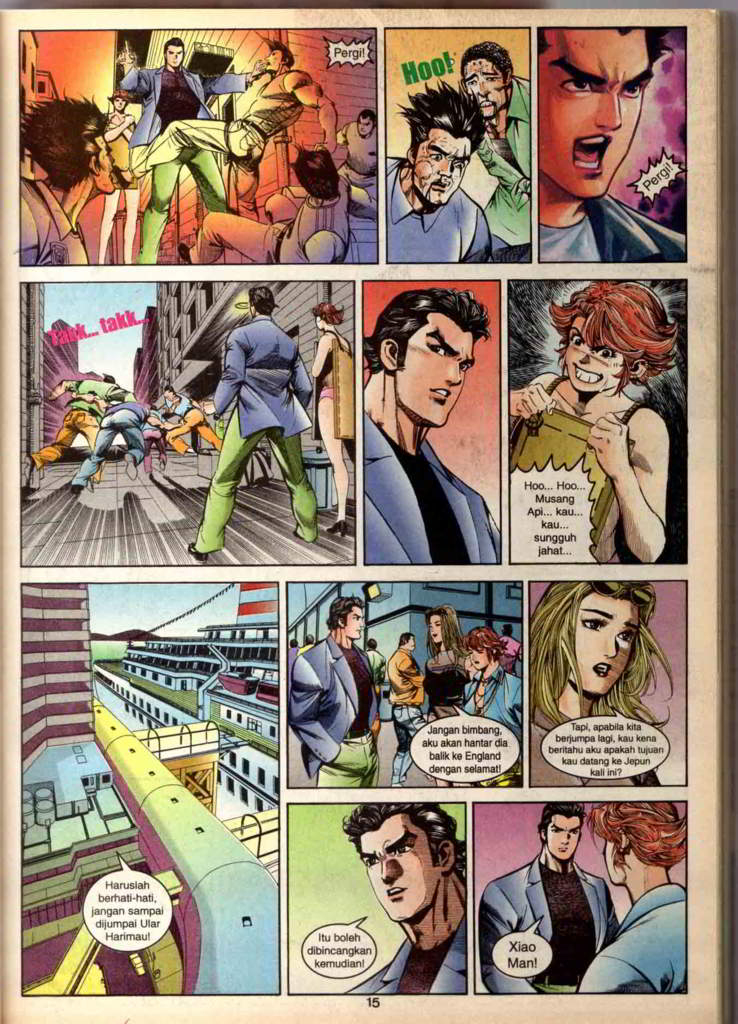 Pergi!
Hoo!
Pergi!
Takk... takk...
Hoo... Hoo...
Musang
Api... kau...
kau...
sungguh
jahat...
Haruslah
berhati-hati,
jangan sampai
dijumpai Ular
Harimau!
Jangan bimbang,
aku akan hantar dia
balik ke England
dengan selamat!
Tapi, apabila kita
berjumpa lagi, kau kena
beritahu aku apakah tujuan
kau datang ke Jepun
kali ini?
Itu boleh
dibincangkan
kemudian!
Xiao
Man!
15